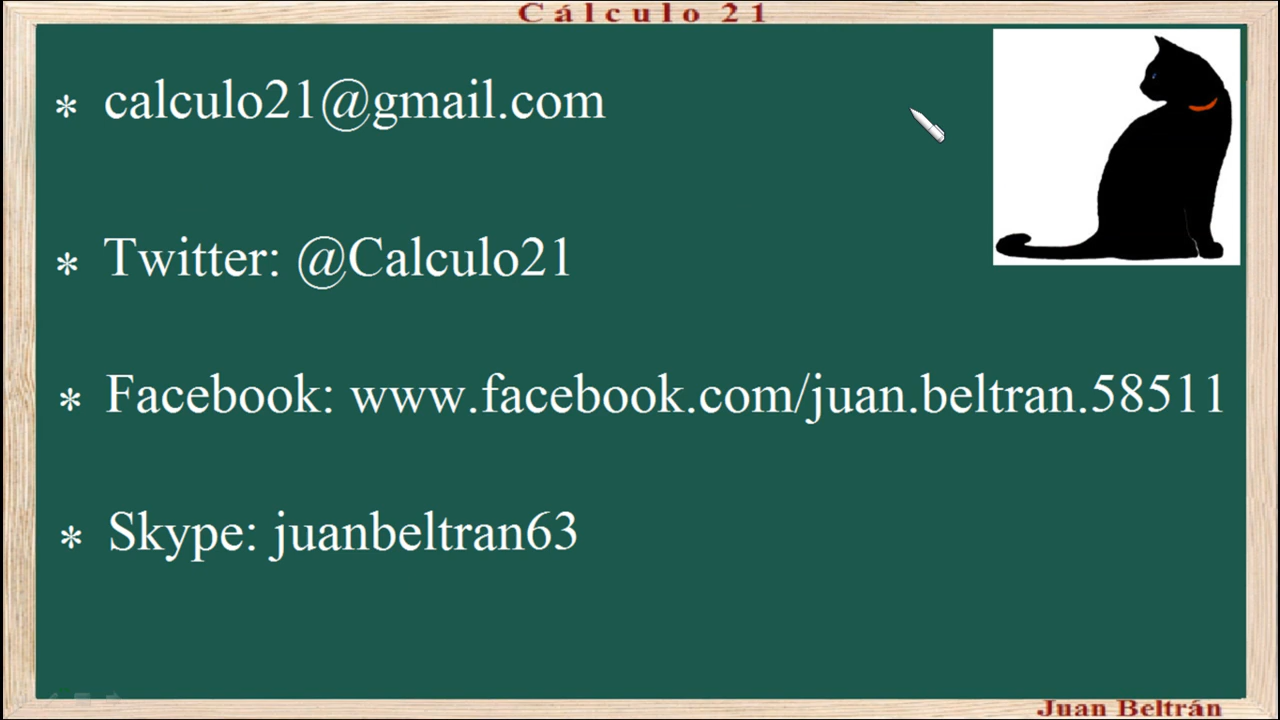 Cálculo 21
* calculo21@gmail.com
* Twitter: @Calculo21
* Facebook: www.facebook.com/juan.beltran.58511
* Skype: juanbeltran63
Juan Beltrán